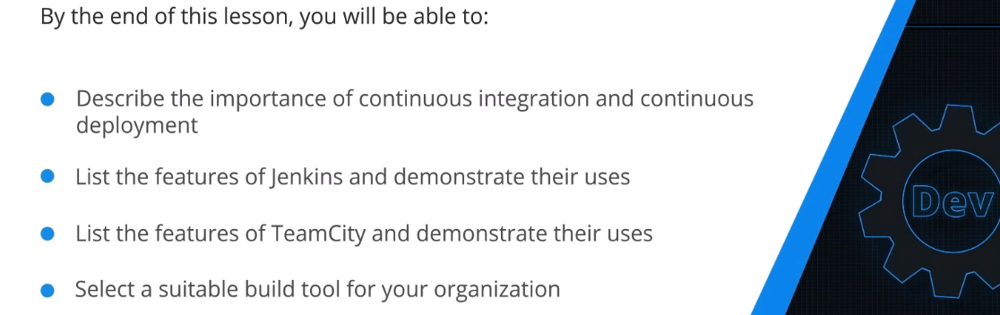 By the end of this lesson, you will be able to:
Describe the importance of continuous integration and continuous
deployment
List the features of Jenkins and demonstrate their uses
List the features of TeamCity and demonstrate their uses
Select a suitable build tool for your organization
Dev